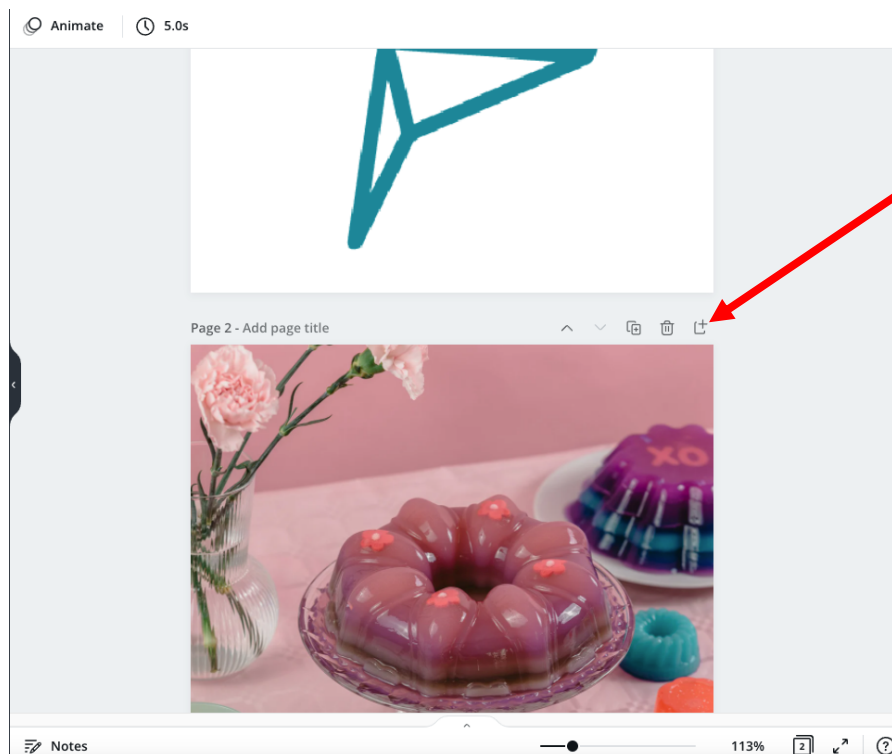 Animate 5.0s
Page 2 - Add page title
XO
Notes 113% 2 ?